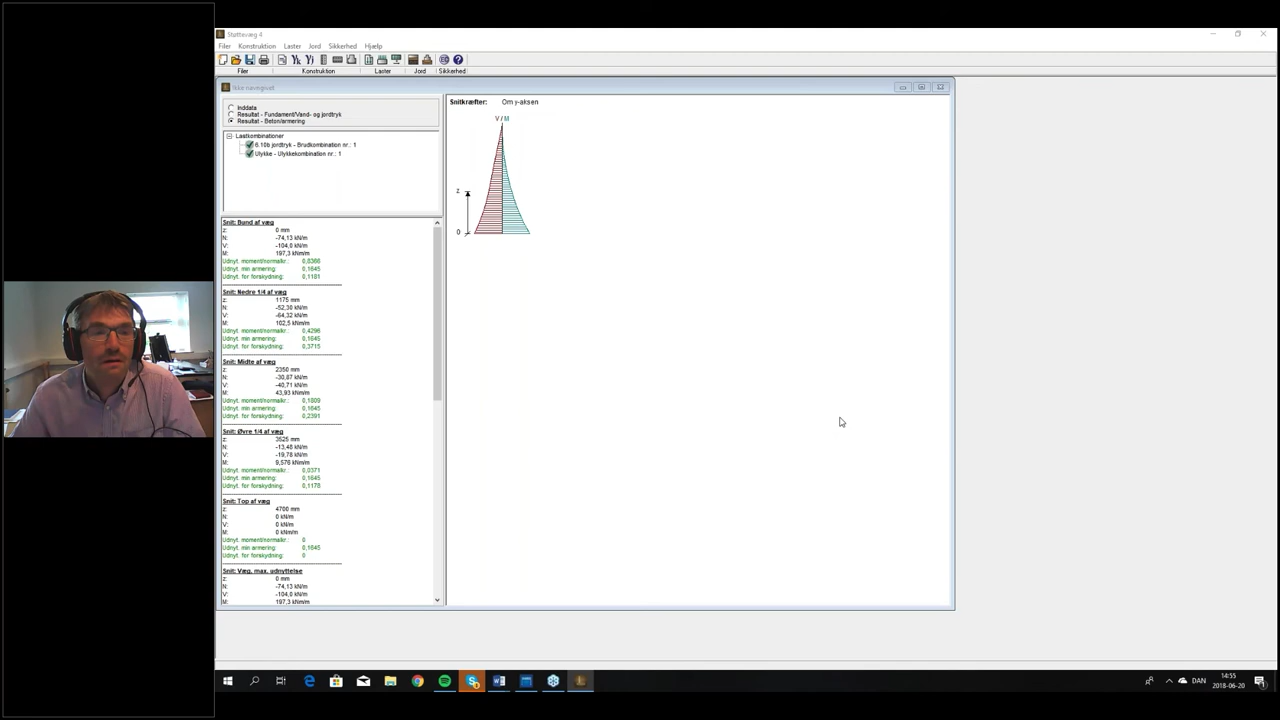 Støttevæg 4
Filer Konstruktion Laster Jord Sikkerhed Hjælp
Filer Konstruktion Laster Jord Sikkerhed
Ikke navngivet
Inddata
Resultat - Fundament/Vand- og jordtryk
Resultat - Beton/armering
Lastkombinationer
6.10b jordtryk - Brudkombination nr.: 1
Ulykke - Ulykkekombination nr.: 1
Snit: Bund af væg
z: 0 mm
N: -74,13 kN/m
V: -104,0 kN/m
M: 197,3 kNm/m
Udnyt. moment/normalkr.: 0,8366
Udnyt. min armering: 0,1645
Udnyt. for forskydning: 0,1181
Snit: Nedre 1/4 af væg
z: 1175 mm
N: -52,30 kN/m
V: -64,32 kN/m
M: 102,5 kNm/m
Udnyt. moment/normalkr.: 0,4296
Udnyt. min armering: 0,1645
Udnyt. for forskydning: 0,3715
Snit: Midte af væg
z: 2350 mm
N: -30,87 kN/m
V: -40,71 kN/m
M: 43,93 kNm/m
Udnyt. moment/normalkr.: 0,1809
Udnyt. min armering: 0,1645
Udnyt. for forskydning: 0,2391
Snit: Øvre 1/4 af væg
z: 3525 mm
N: -13,48 kN/m
V: -19,78 kN/m
M: 9,576 kNm/m
Udnyt. moment/normalkr.: 0,0371
Udnyt. min armering: 0,1645
Udnyt. for forskydning: 0,1178
Snit: Top af væg
z: 4700 mm
N: 0 kN/m
V: 0 kN/m
M: 0 kNm/m
Udnyt. moment/normalkr.: 0
Udnyt. min armering: 0,1645
Udnyt. for forskydning: 0
Snit: Væg, max. udnyttelse
z: 0 mm
N: -74,13 kN/m
V: -104,0 kN/m
M: 197,3 kNm/m
Snitkræfter: Om y-aksen
V / M
z
0
DAN
14:55
2018-06-20